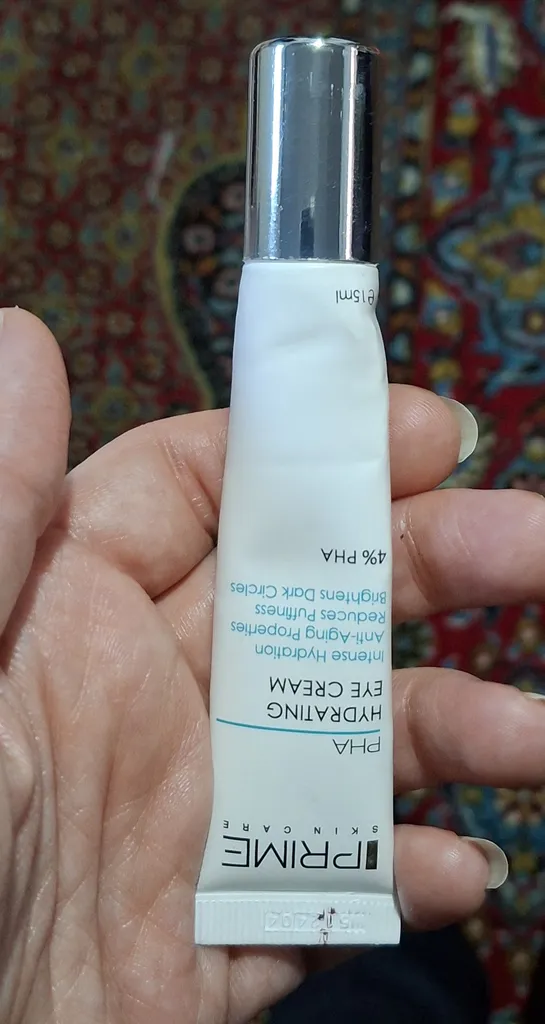 PRIME
SKIN CARE
PHA
HYDRATING
EYE CREAM
Intense Hydration
Anti-Aging Properties
Reduces Puffiness
Brightens Dark Circles
4% PHA
℮15ml